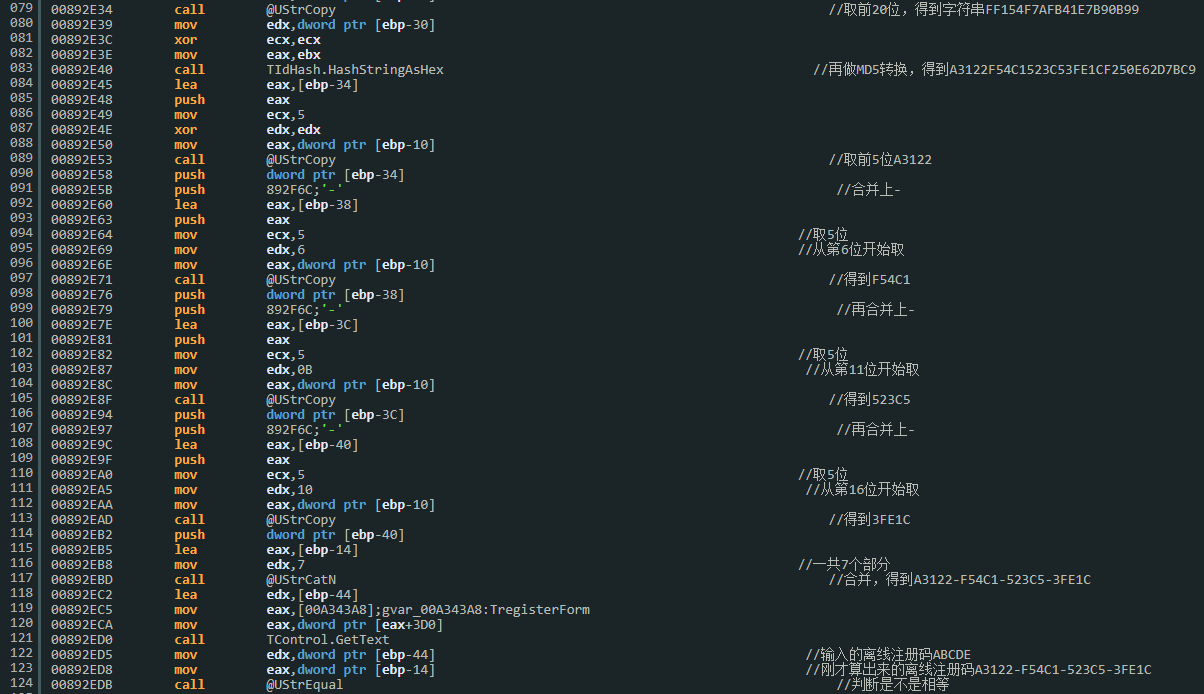 079 00892E34 call @UStrCopy //取前20位，得到字符串FF154F7AFB41E7B90B99
080 00892E39 mov edx,dword ptr [ebp-30]
081 00892E3C xor ecx,ecx
082 00892E3E mov eax,ebx
083 00892E40 call TIdHash.HashStringAsHex //再做MD5转换，得到A3122F54C1523C53FE1CF250E62D7BC9
084 00892E45 lea eax,[ebp-34]
085 00892E48 push eax
086 00892E49 mov ecx,5
087 00892E4E xor edx,edx
088 00892E50 mov eax,dword ptr [ebp-10]
089 00892E53 call @UStrCopy //取前5位A3122
090 00892E58 push dword ptr [ebp-34]
091 00892E5B push 892F6C;'-' //合并上-
092 00892E60 lea eax,[ebp-38]
093 00892E63 push eax
094 00892E64 mov ecx,5 //取5位
095 00892E69 mov edx,6 //从第6位开始取
096 00892E6E mov eax,dword ptr [ebp-10]
097 00892E71 call @UStrCopy //得到F54C1
098 00892E76 push dword ptr [ebp-38]
099 00892E79 push 892F6C;'-' //再合并上-
100 00892E7E lea eax,[ebp-3C]
101 00892E81 push eax
102 00892E82 mov ecx,5 //取5位
103 00892E87 mov edx,0B //从第11位开始取
104 00892E8C mov eax,dword ptr [ebp-10]
105 00892E8F call @UStrCopy //得到523C5
106 00892E94 push dword ptr [ebp-3C]
107 00892E97 push 892F6C;'-' //再合并上-
108 00892E9C lea eax,[ebp-40]
109 00892E9F push eax
110 00892EA0 mov ecx,5 //取5位
111 00892EA5 mov edx,10 //从第16位开始取
112 00892EAA mov eax,dword ptr [ebp-10]
113 00892EAD call @UStrCopy //得到3FE1C
114 00892EB2 push dword ptr [ebp-40]
115 00892EB5 lea eax,[ebp-14]
116 00892EB8 mov edx,7 //一共7个部分
117 00892EBD call @UStrCatN //合并，得到A3122-F54C1-523C5-3FE1C
118 00892EC2 lea edx,[ebp-44]
119 00892EC5 mov eax,[00A343A8];gvar_00A343A8:TregisterForm
120 00892ECA mov eax,dword ptr [eax+3D0]
121 00892ED0 call TControl.GetText
122 00892ED5 mov edx,dword ptr [ebp-44] //输入的离线注册码ABCDE
123 00892ED8 mov eax,dword ptr [ebp-14] //刚才算出来的离线注册码A3122-F54C1-523C5-3FE1C
124 00892EDB call @UStrEqual //判断是不是相等